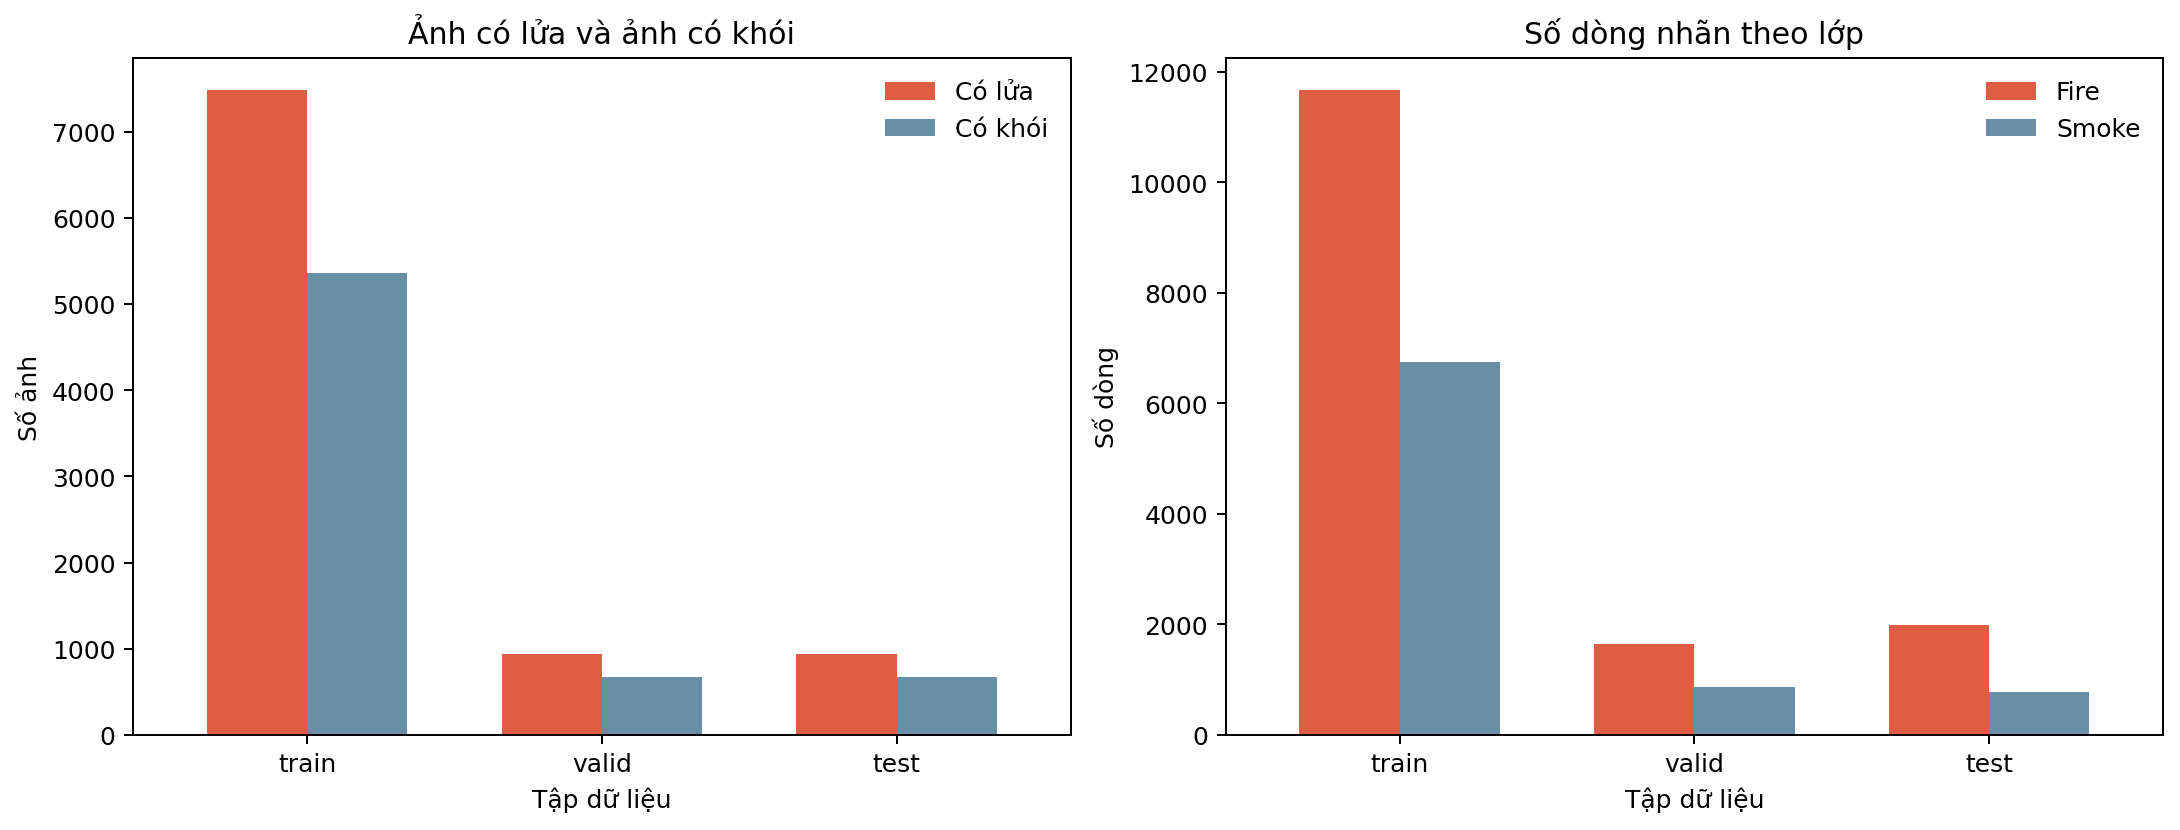 Ảnh có lửa và ảnh có khói
Có lửa
Có khói
Số ảnh
7000
6000
5000
4000
3000
2000
1000
0
train
valid
test
Tập dữ liệu
Số dòng nhãn theo lớp
Fire
Smoke
Số dòng
12000
10000
8000
6000
4000
2000
0
train
valid
test
Tập dữ liệu